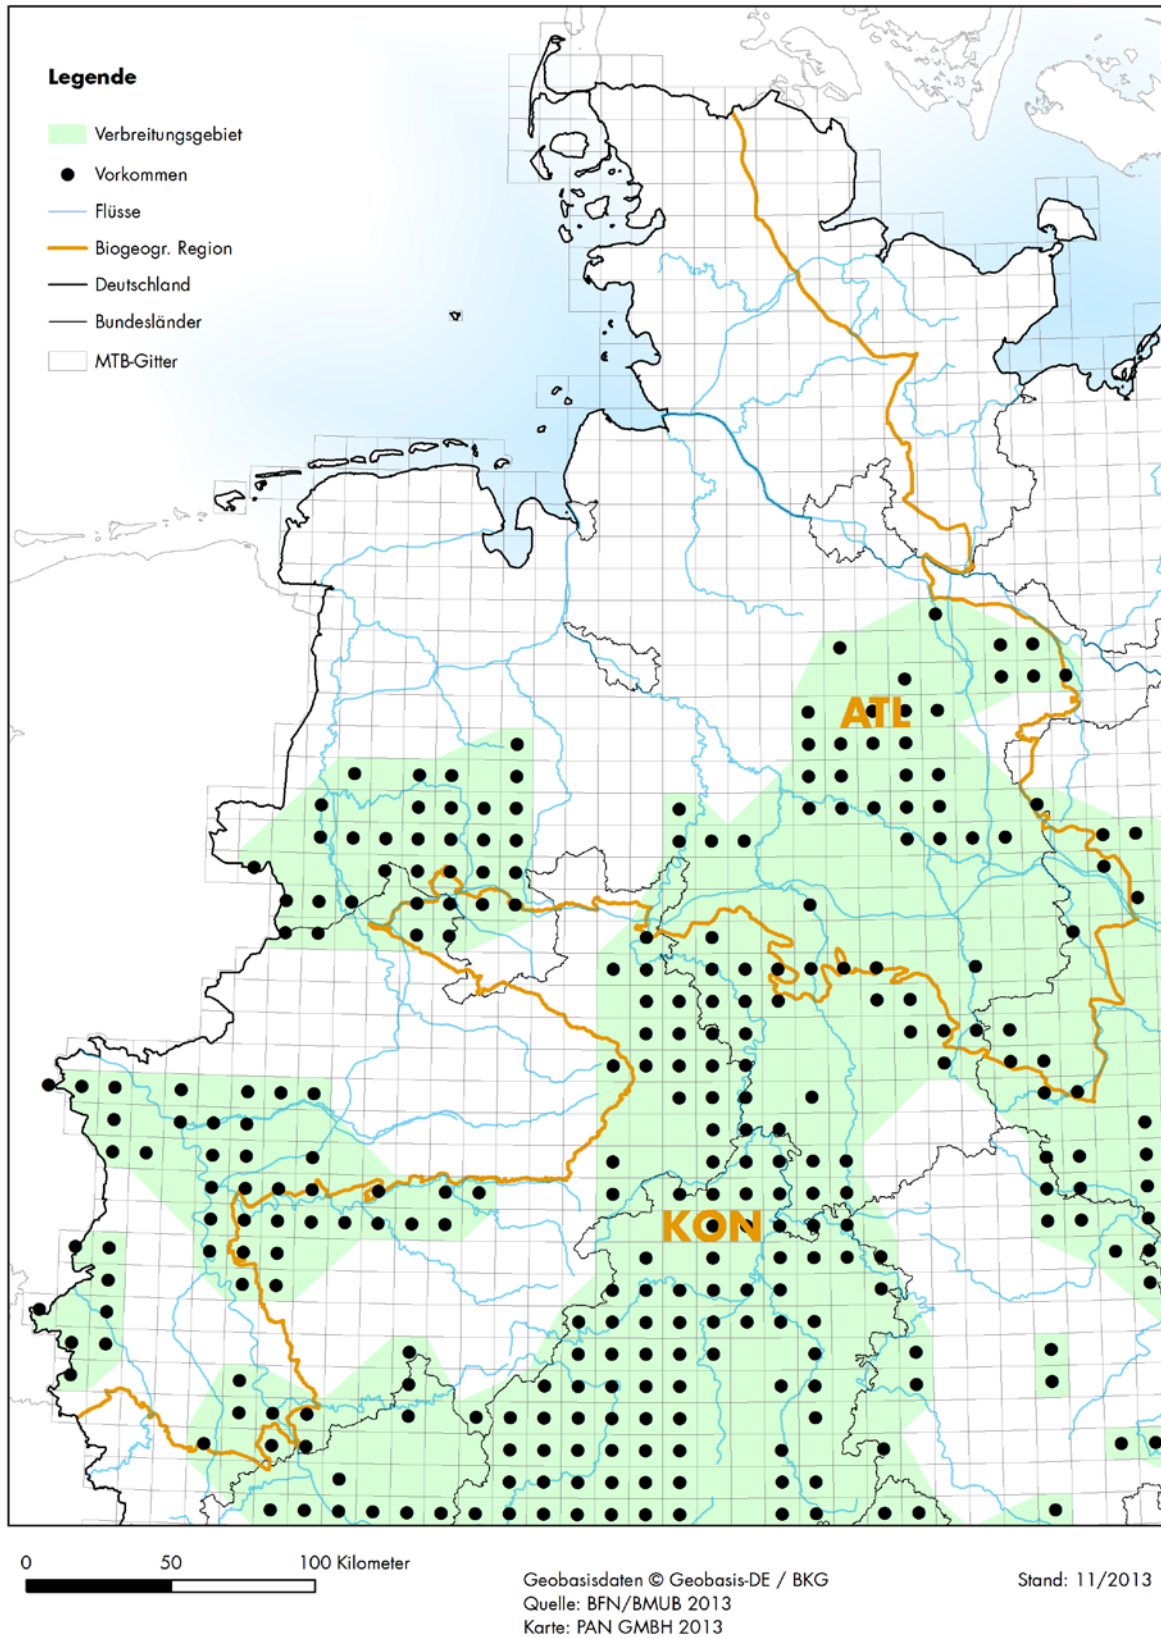 Legende
Verbreitungsgebiet
Vorkommen
Flüsse
Biogeogr. Region
Deutschland
Bundesländer
MTB-Gitter
ATL
KON
0 50 100 Kilometer
Geobasisdaten © Geobasis-DE / BKG
Quelle: BFN/BMUB 2013
Karte: PAN GMBH 2013
Stand: 11/2013